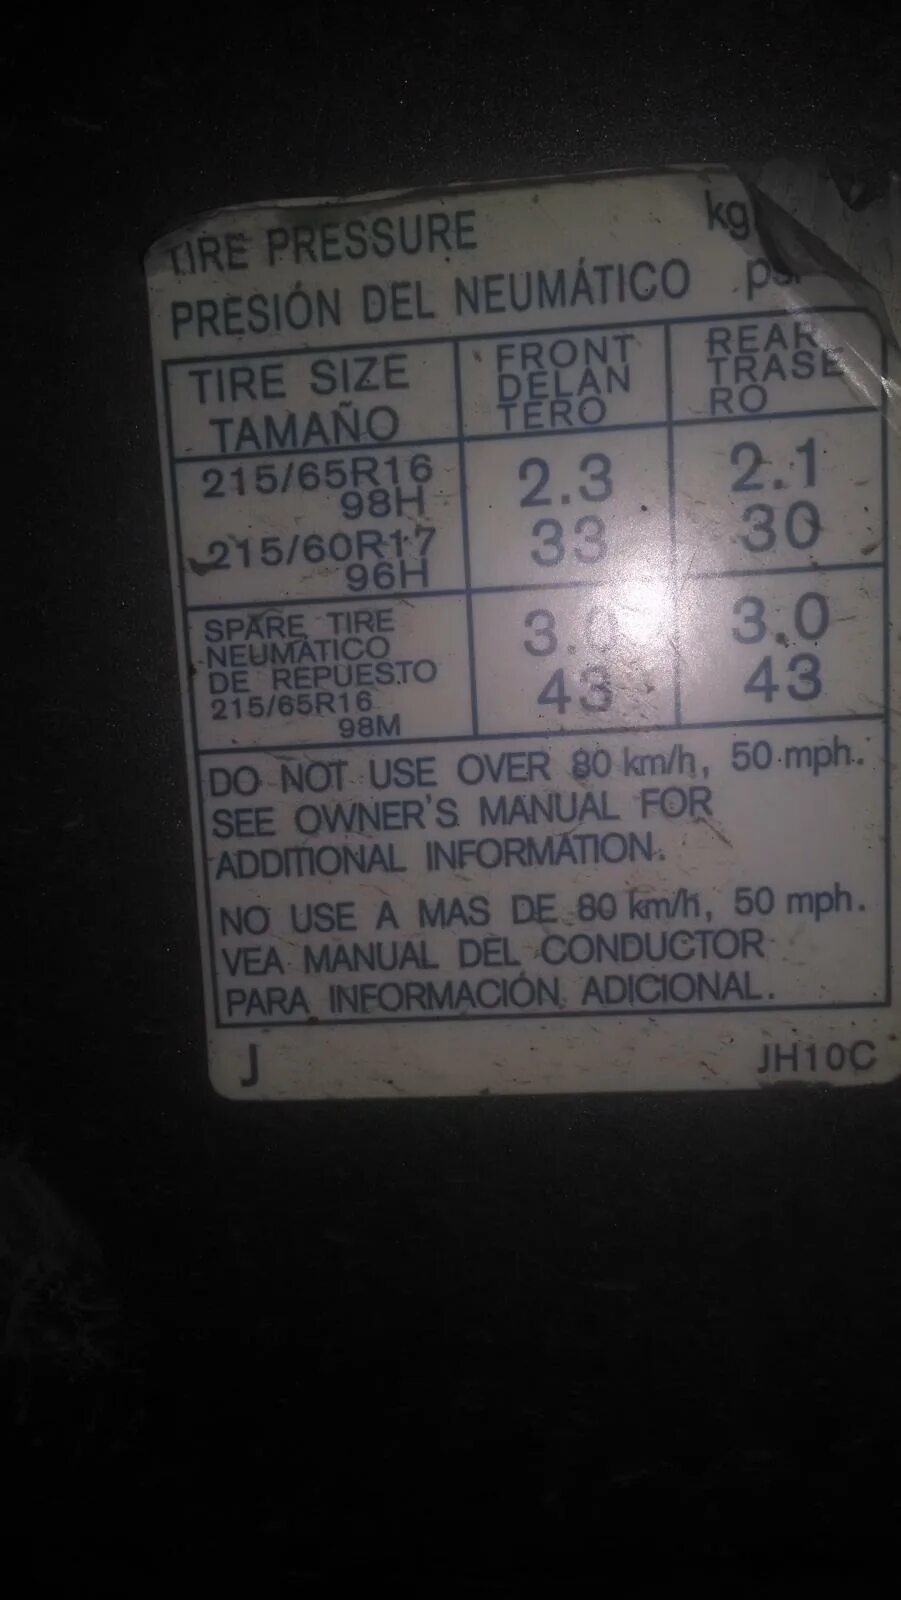 TIRE PRESSURE kg
PRESIÓN DEL NEUMÁTICO psi
TIRE SIZE
TAMAÑO
FRONT
DELAN
TERO
REAR
TRASE
RO
215/65R16
98H
215/60R17
96H
2.3
33
2.1
30
SPARE TIRE
NEUMÁTICO
DE REPUESTO
215/65R16
98M
3.0
43
3.0
43
DO NOT USE OVER 80 km/h, 50 mph.
SEE OWNER'S MANUAL FOR
ADDITIONAL INFORMATION.
NO USE A MAS DE 80 km/h, 50 mph.
VEA MANUAL DEL CONDUCTOR
PARA INFORMACIÓN ADICIONAL.
J JH10C